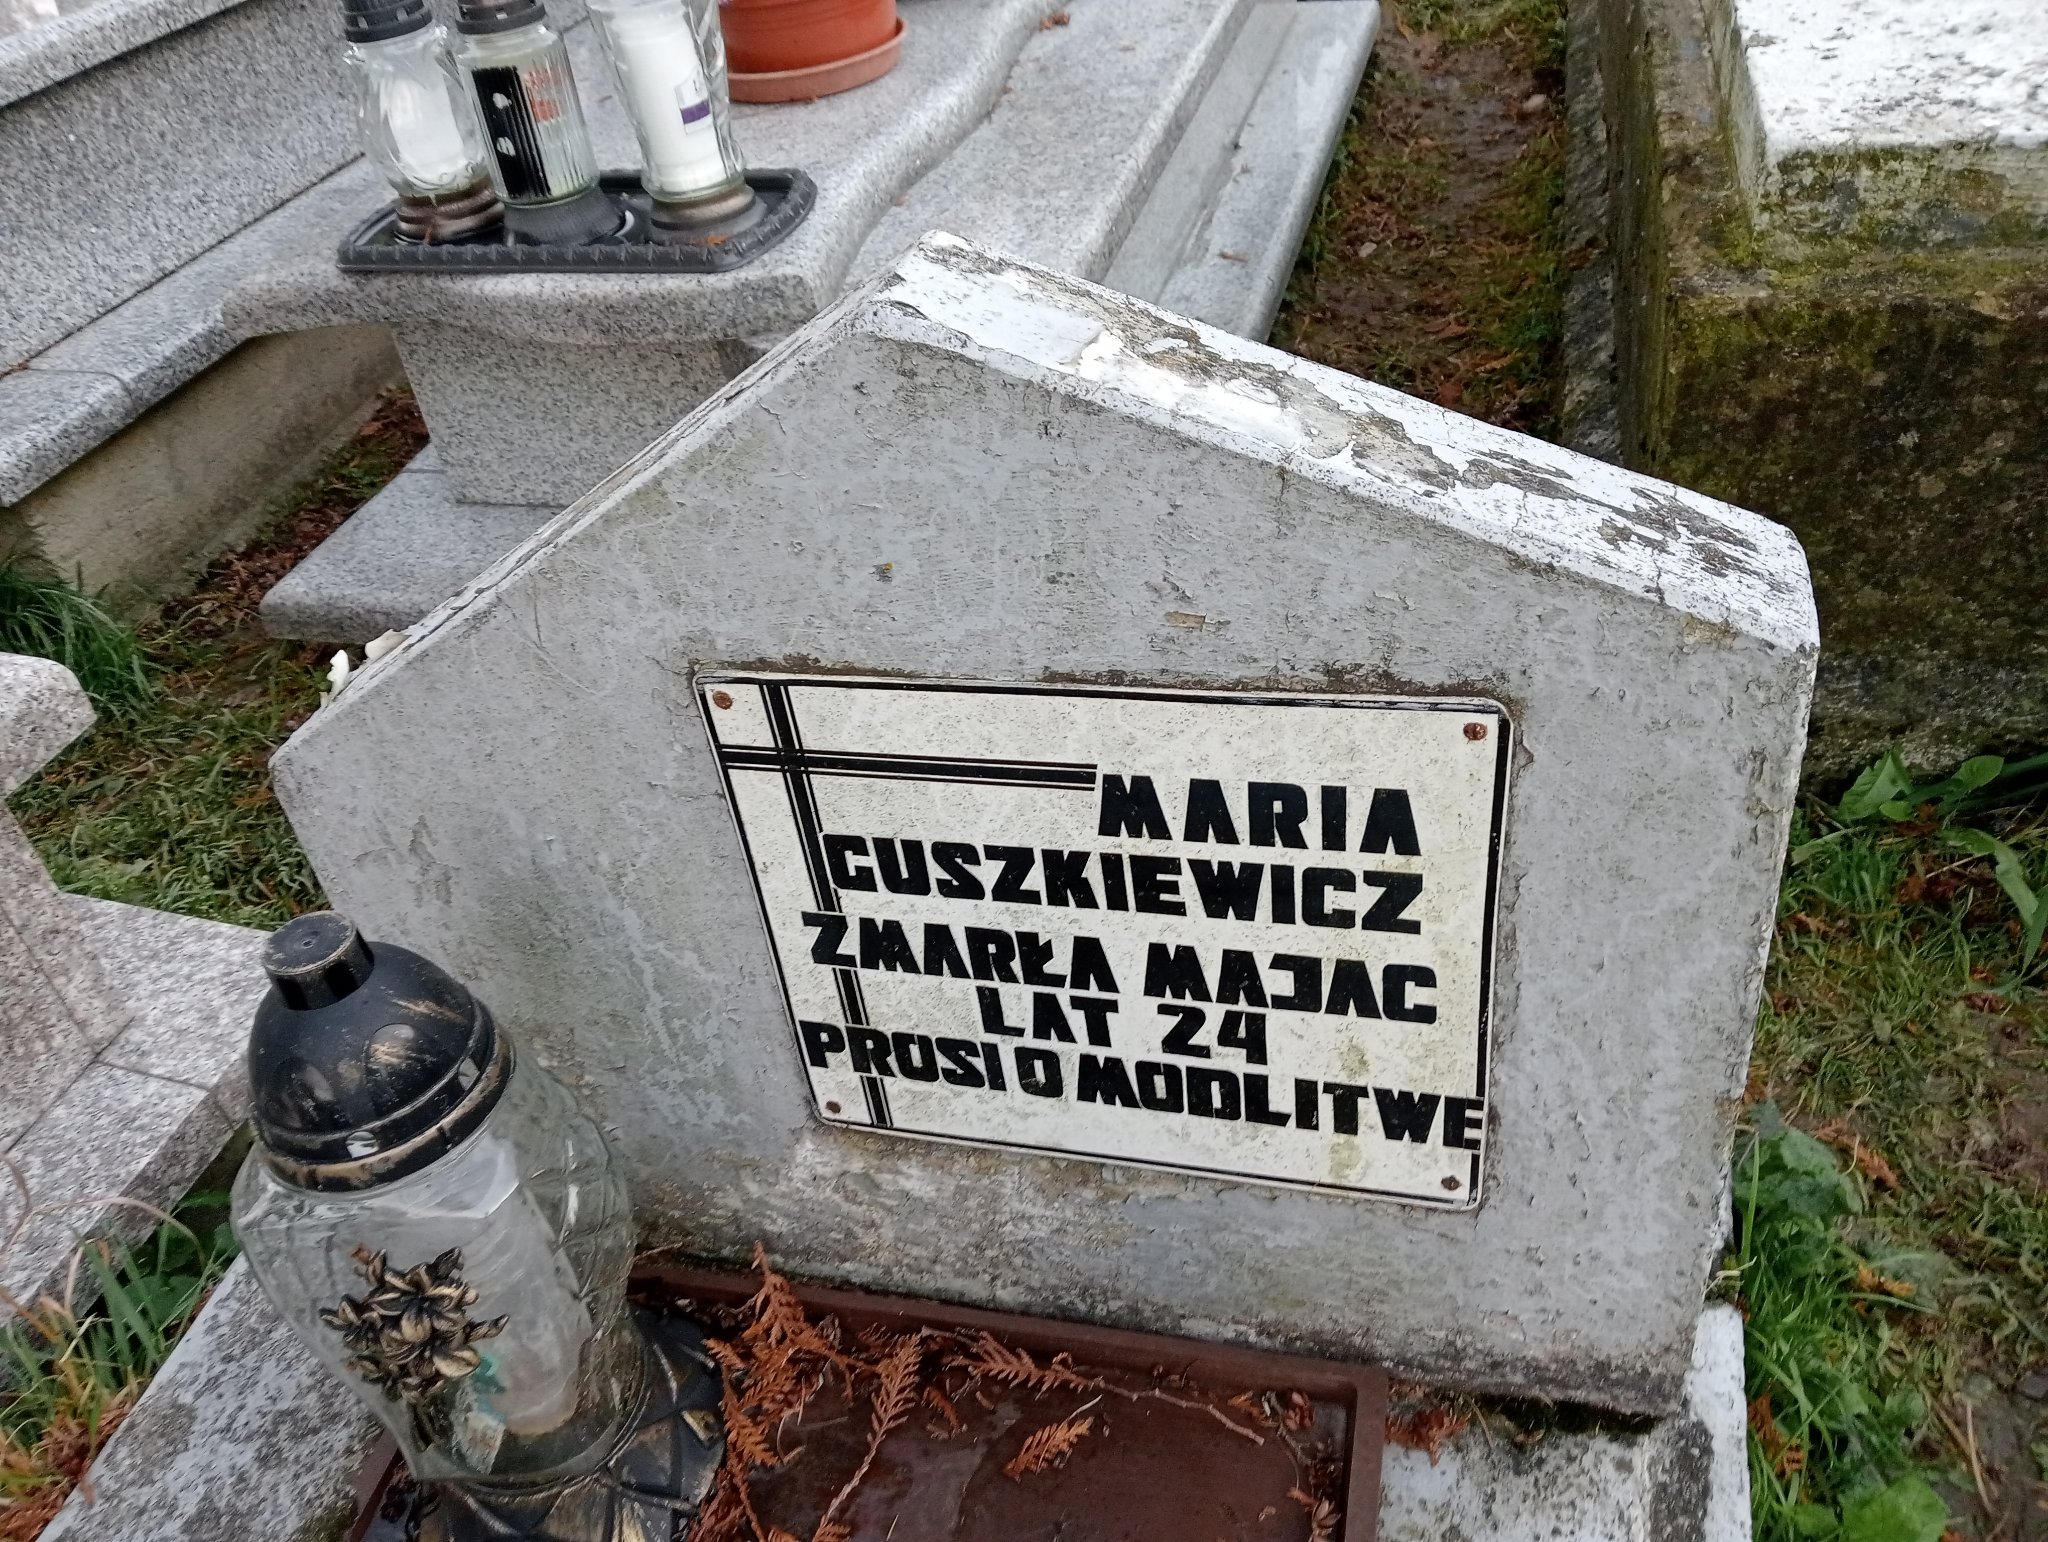 MARIA
GUSZKIEWICZ
ZMARŁA MAJAC
LAT 24
PROSI O MODLITWE